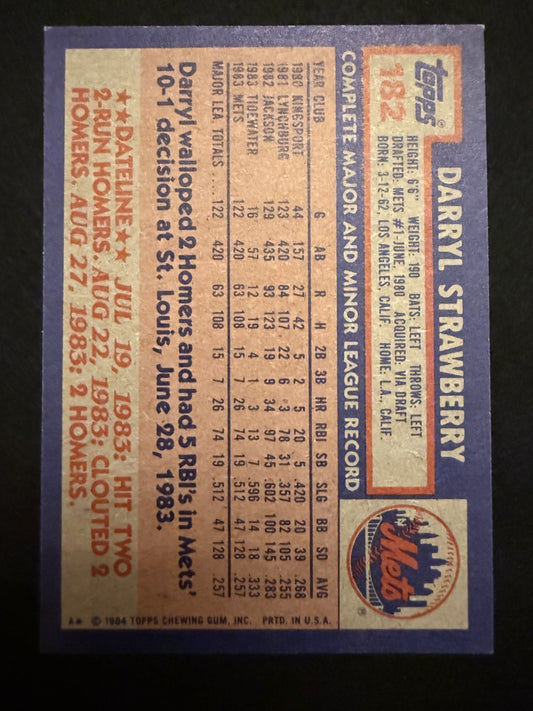 topps®
182
DARRYL STRAWBERRY
HEIGHT: 6'6" WEIGHT: 190 BATS: LEFT THROWS: LEFT
DRAFTED: METS #1-JUNE, 1980 ACQUIRED: VIA DRAFT
BORN: 3-12-62, LOS ANGELES, CALIF. HOME: L.A., CALIF.
Mets
®
COMPLETE MAJOR AND MINOR LEAGUE RECORD
YEAR CLUB G AB R H 2B 3B HR RBI SB SLG BB SO AVG
1980 KINGSPORT 44 157 27 42 5 2 5 20 5 .420 20 39 .268
1981 LYNCHBURG 123 420 84 107 22 6 3 78 31 .357 82 105 .255
1982 JACKSON 129 435 93 123 19 9 34 97 45 .602 100 145 .283
1983 TIDEWATER 16 57 12 19 4 1 3 13 7 .596 14 18 .333
1983 METS 122 420 63 108 15 7 26 74 19 .512 47 128 .257
MAJOR LEA. TOTALS .... 122 420 63 108 15 7 26 74 19 .512 47 128 .257
Darryl walloped 2 Homers and had 5 RBI's in Mets'
10-1 decision at St. Louis, June 28, 1983.
★★DATELINE★★ JUL 19, 1983: HIT TWO
2-RUN HOMERS. AUG 22, 1983: CLOUTED 2
HOMERS. AUG 27, 1983: 2 HOMERS.
A✱ © 1984 TOPPS CHEWING GUM, INC. PRTD. IN U.S.A.